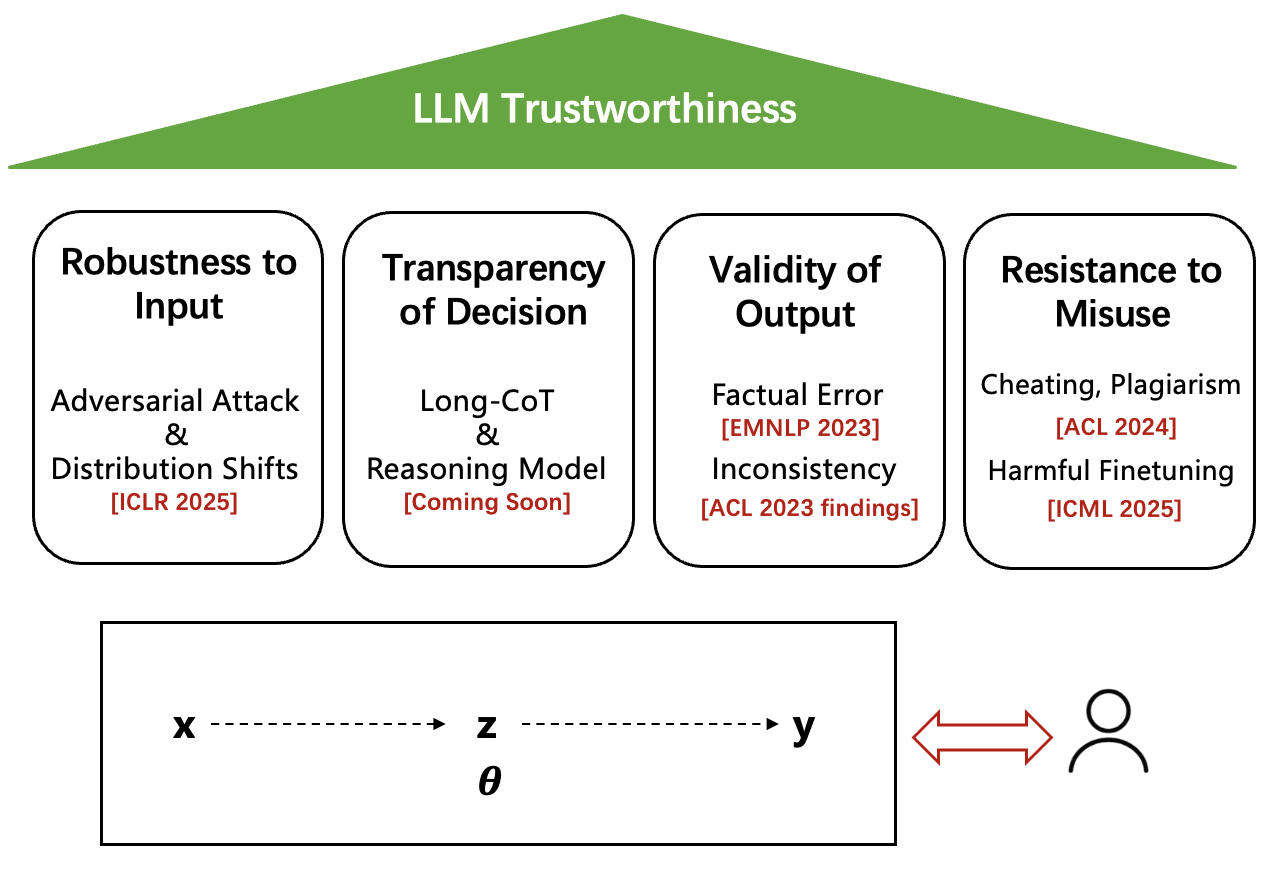 LLM Trustworthiness
Robustness to
Input
Adversarial Attack
&
Distribution Shifts
[ICLR 2025]
Transparency
of Decision
Long-CoT
&
Reasoning Model
[Coming Soon]
Validity of
Output
Factual Error
[EMNLP 2023]
Inconsistency
[ACL 2023 findings]
Resistance to
Misuse
Cheating, Plagiarism
[ACL 2024]
Harmful Finetuning
[ICML 2025]
x
z
y
θ